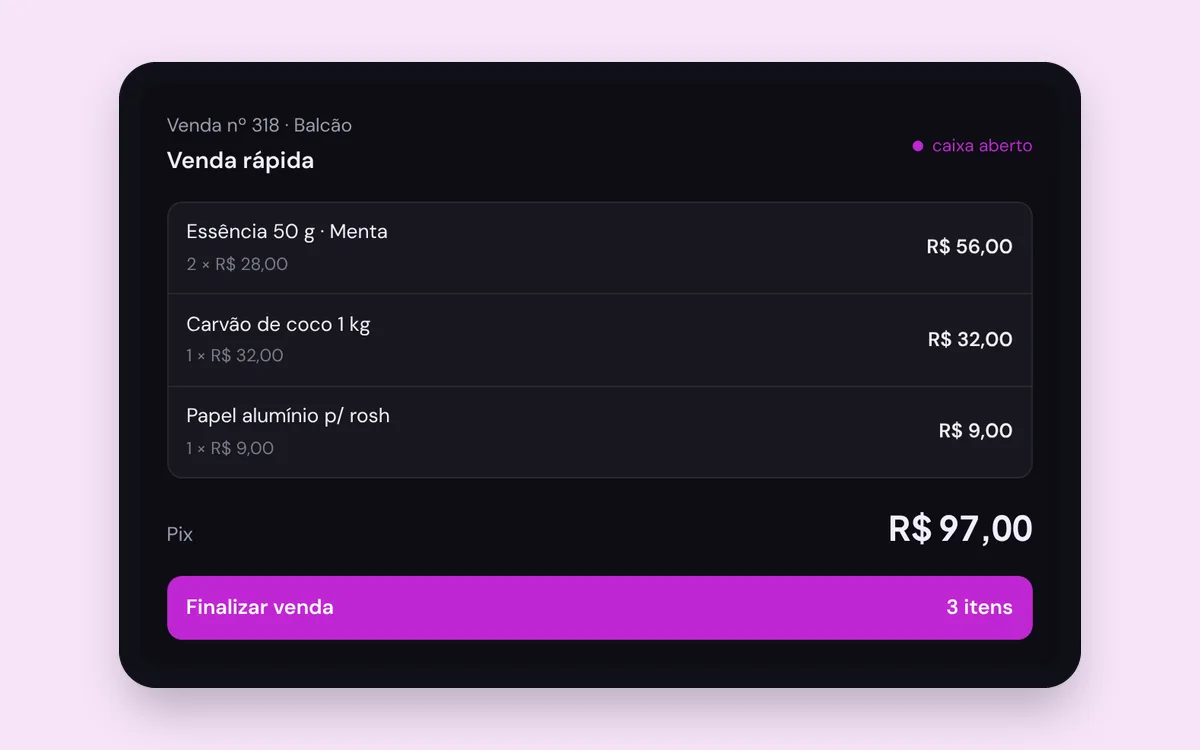 Venda nº 318 · Balcão
Venda rápida
caixa aberto
Essência 50 g · Menta
2 × R$ 28,00
R$ 56,00
Carvão de coco 1 kg
1 × R$ 32,00
R$ 32,00
Papel alumínio p/ rosh
1 × R$ 9,00
R$ 9,00
Pix
R$ 97,00
Finalizar venda
3 itens